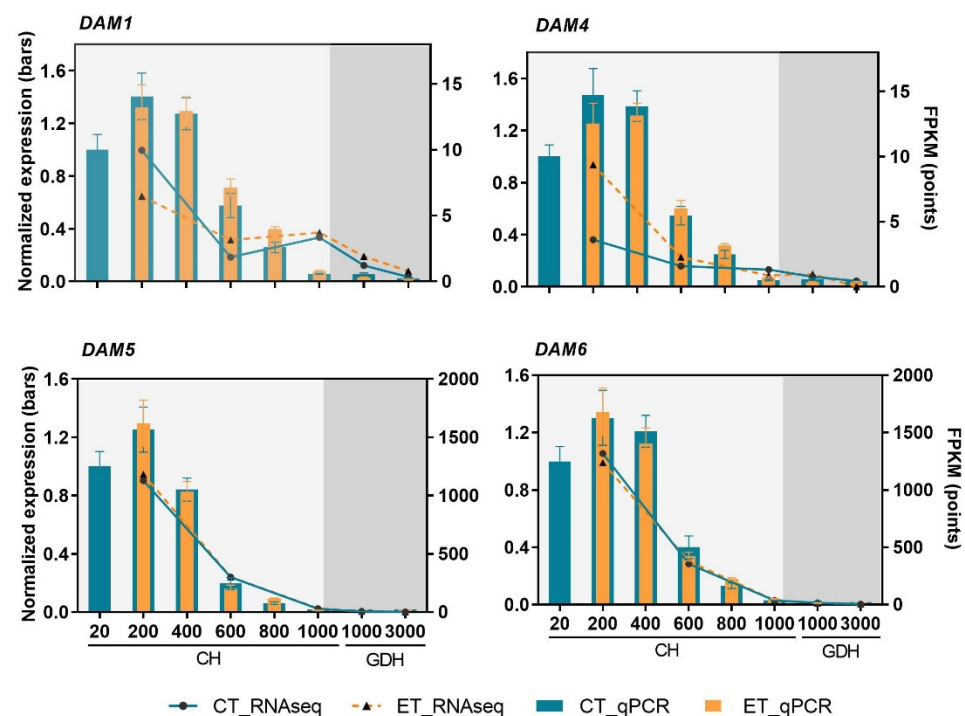 DAM1
DAM4
Normalized expression (bars)
1.6
1.2
0.8
0.4
0.0
15
10
5
0
1.6
1.2
0.8
0.4
0.0
15
10
5
0
FPKM (points)
DAM5
DAM6
Normalized expression (bars)
1.6
1.2
0.8
0.4
0.0
2000
1500
1000
500
0
1.6
1.2
0.8
0.4
0.0
2000
1500
1000
500
0
FPKM (points)
20 200 400 600 800 1000 1000 3000
CH GDH
20 200 400 600 800 1000 1000 3000
CH GDH
CT_RNAseq ET_RNAseq CT_qPCR ET_qPCR